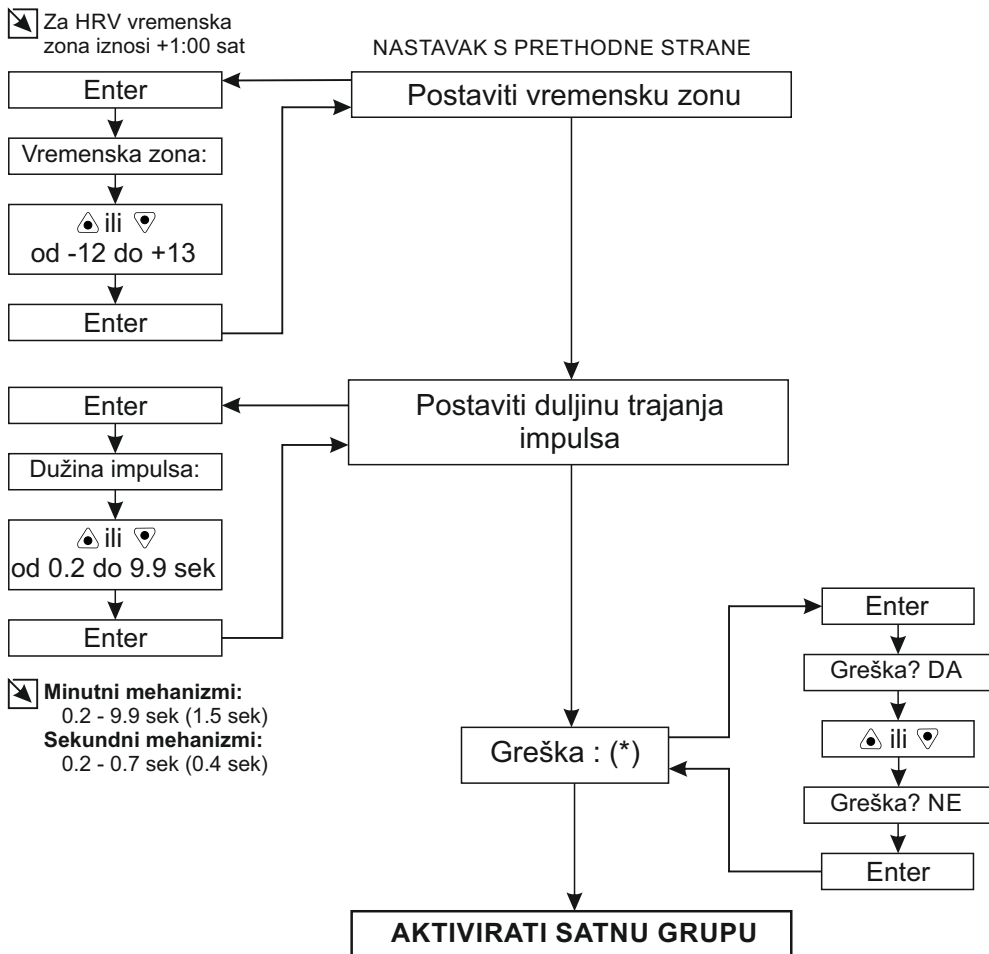 Za HRV vremenska
zona iznosi +1:00 sat
NASTAVAK S PRETHODNE STRANE
Enter
Postaviti vremensku zonu
Vremenska zona:
ili
od -12 do +13
Enter
Enter
Postaviti duljinu trajanja
impulsa
Dužina impulsa:
ili
od 0.2 do 9.9 sek
Enter
Minutni mehanizmi:
0.2 - 9.9 sek (1.5 sek)
Sekundni mehanizmi:
0.2 - 0.7 sek (0.4 sek)
Greška : (*)
Enter
Greška? DA
ili
Greška? NE
Enter
AKTIVIRATI SATNU GRUPU